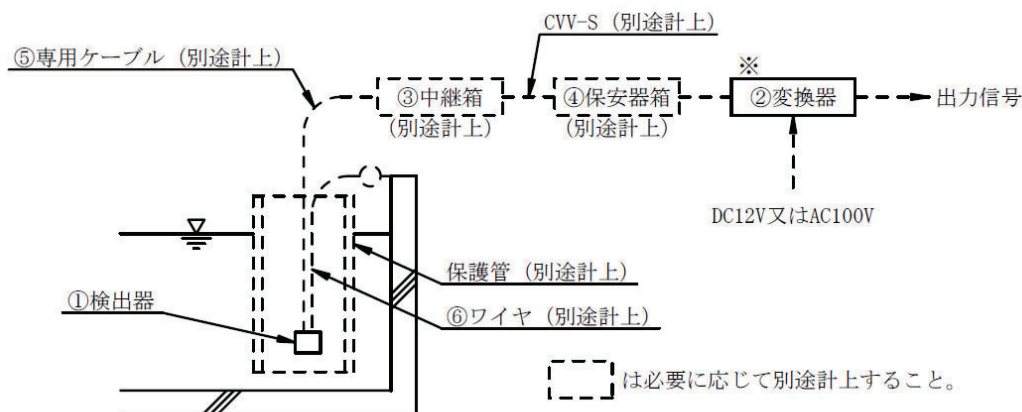 CVV-S (別途計上)
⑤専用ケーブル (別途計上)
※
③中継箱
(別途計上)
④保安器箱
(別途計上)
②変換器
出力信号
DC12V又はAC100V
保護管 (別途計上)
①検出器
⑥ワイヤ (別途計上)
は必要に応じて別途計上すること。